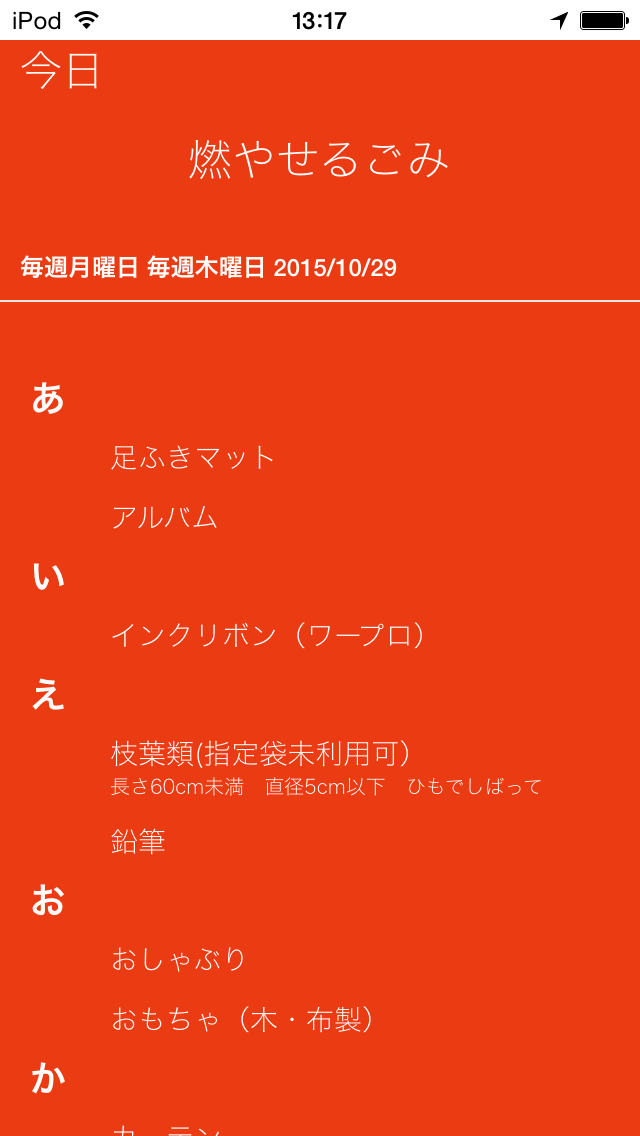 iPod 13:17
今日
燃やせるごみ
毎週月曜日 毎週木曜日 2015/10/29
あ
足ふきマット
アルバム
い
インクリボン（ワープロ）
え
枝葉類(指定袋未利用可）
長さ60cm未満　直径5cm以下　ひもでしばって
鉛筆
お
おしゃぶり
おもちゃ（木・布製）
か
カーテン